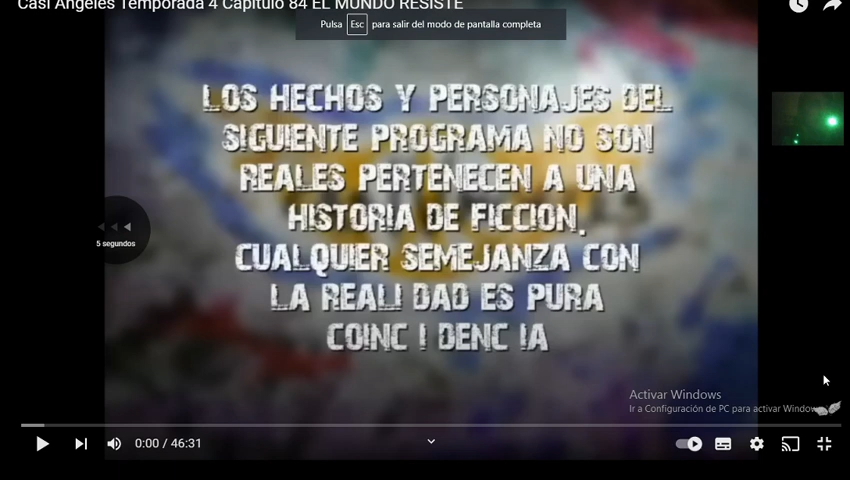 Casi Angeles Temporada 4 Capitulo 84 EL MUNDO RESISTE
Pulsa Esc para salir del modo de pantalla completa
LOS HECHOS Y PERSONAJES DEL
SIGUIENTE PROGRAMA NO SON
REALES PERTENECEN A UNA
HISTORIA DE FICCION.
CUALQUIER SEMEJANZA CON
LA REALI DAD ES PURA
COINC I DENC IA
5 segundos
Activar Windows
Ir a Configuración de PC para activar Windows
0:00 / 46:31